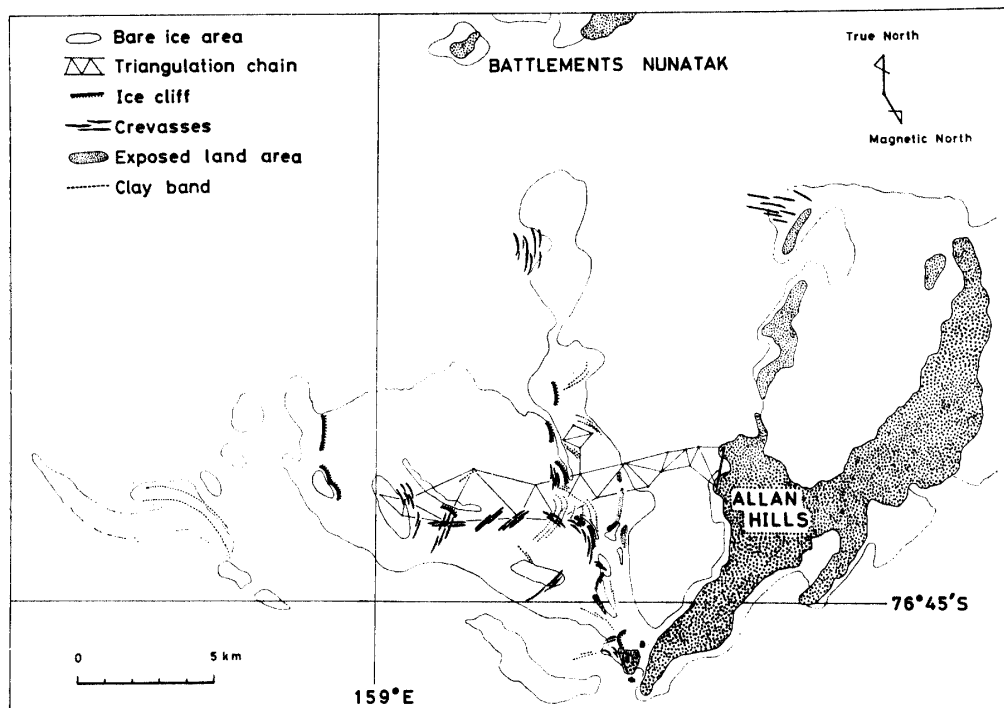 Bare ice area
Triangulation chain
Ice cliff
Crevasses
Exposed land area
Clay band
BATTLEMENTS NUNATAK
True North
Magnetic North
ALLAN
HILLS
76°45'S
0 5 km
159°E